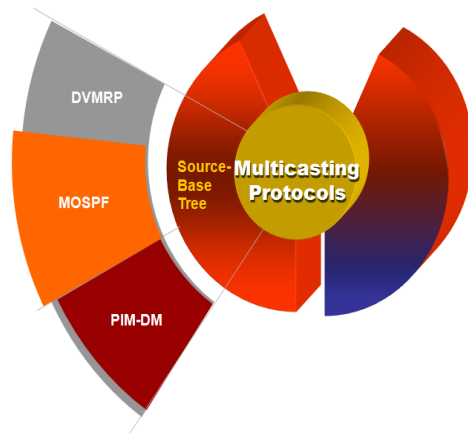 DVMRP
MOSPF
PIM-DM
Source-
Base
Tree
Multicasting
Protocols